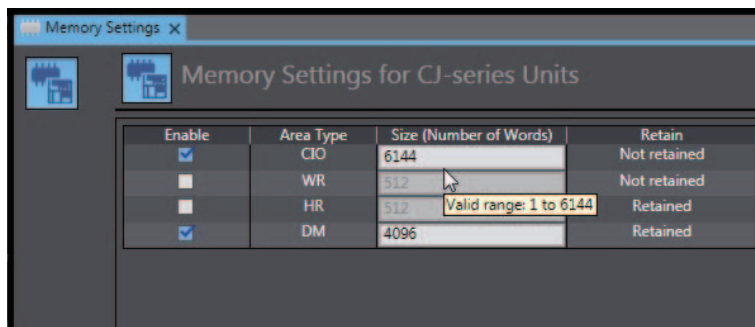 Memory Settings
Memory Settings for CJ-series Units
Enable Area Type Size (Number of Words) Retain
CIO 6144 Not retained
WR 512 Not retained
HR 512 Retained
Valid range: 1 to 6144
DM 4096 Retained